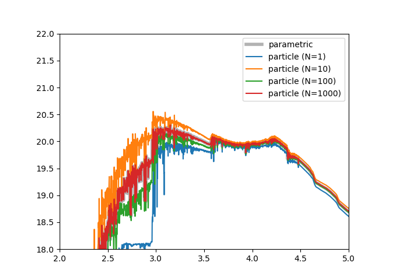 22.0
21.5
21.0
20.5
20.0
19.5
19.0
18.5
18.0
2.0 2.5 3.0 3.5 4.0 4.5 5.0
parametric
particle (N=1)
particle (N=10)
particle (N=100)
particle (N=1000)